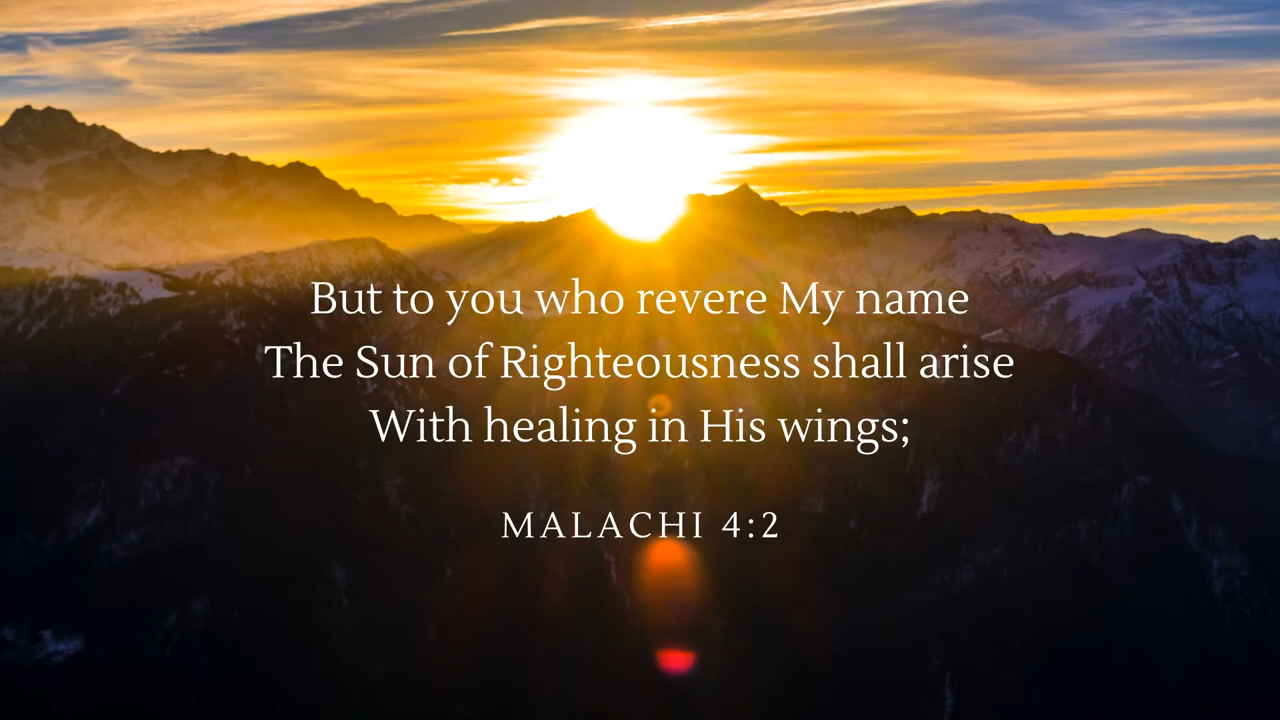 But to you who revere My name
The Sun of Righteousness shall arise
With healing in His wings;
MALACHI 4:2